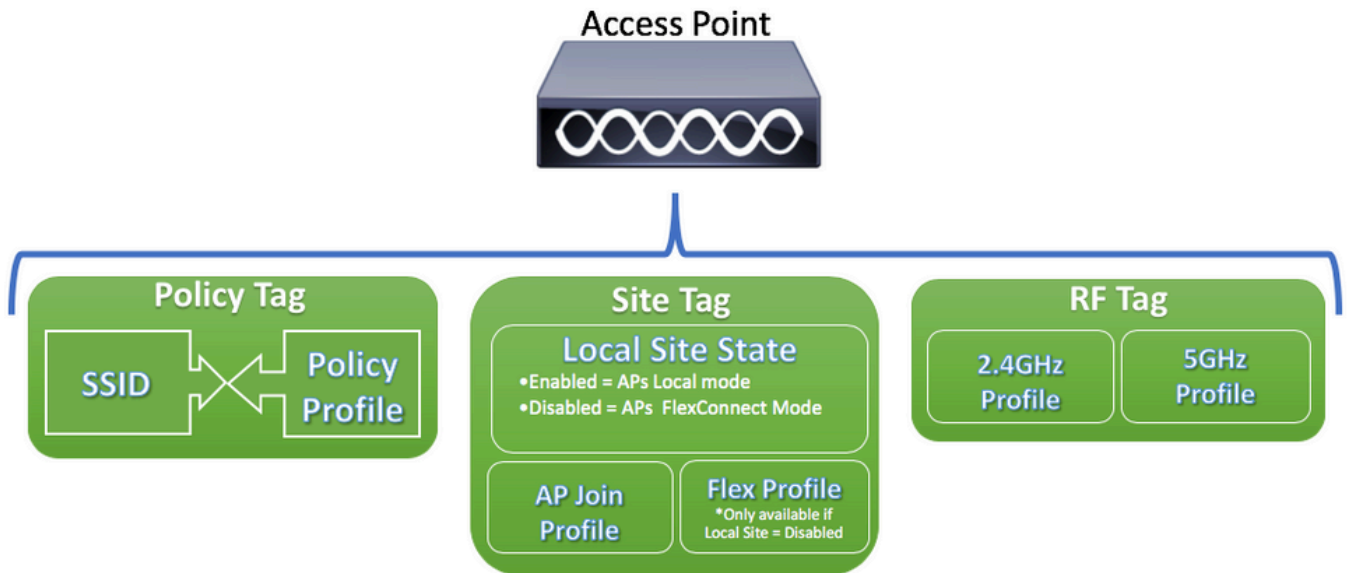 Access Point
Policy Tag
SSID
Policy
Profile
Site Tag
Local Site State
•Enabled = APs Local mode
•Disabled = APs FlexConnect Mode
AP Join
Profile
Flex Profile
*Only available if
Local Site = Disabled
RF Tag
2.4GHz
Profile
5GHz
Profile